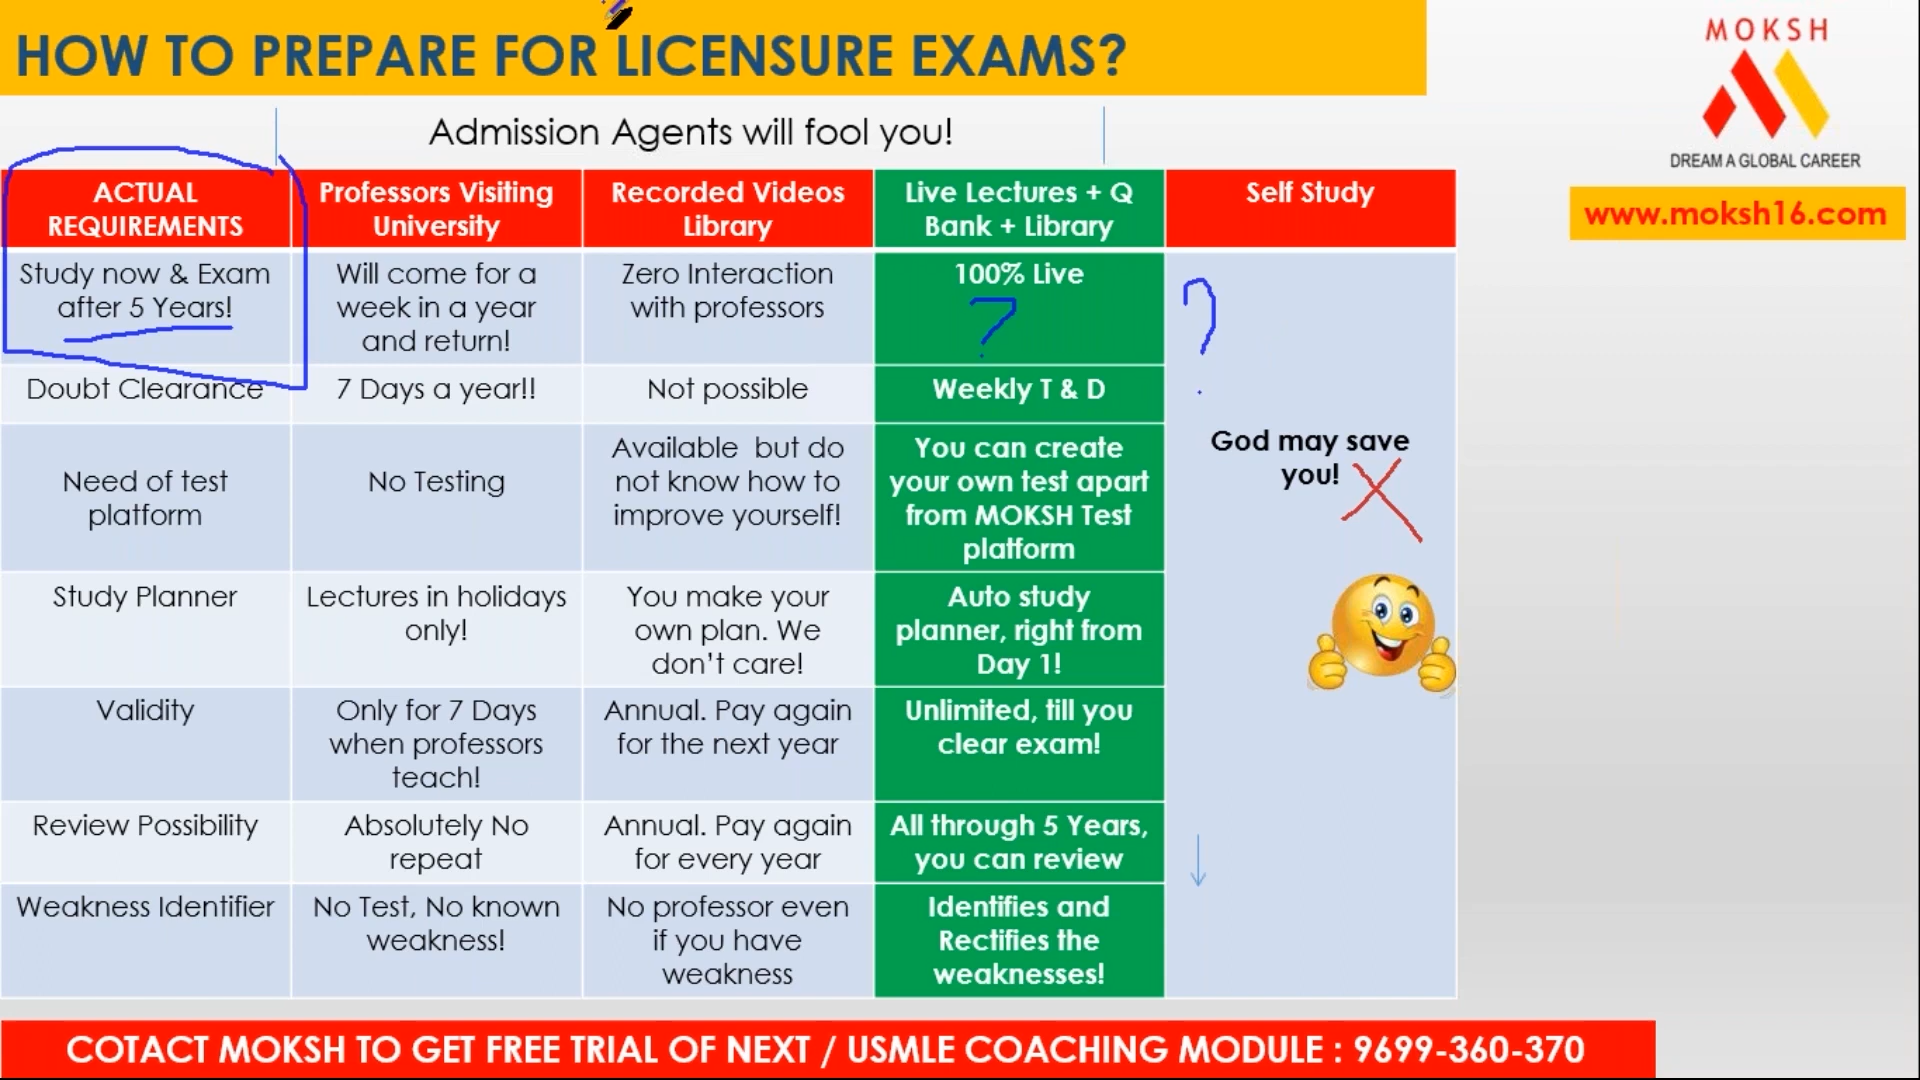 HOW TO PREPARE FOR LICENSURE EXAMS?
MOKSH
DREAM A GLOBAL CAREER
www.moksh16.com
Admission Agents will fool you!
ACTUAL
REQUIREMENTS
Professors Visiting
University
Recorded Videos
Library
Live Lectures + Q
Bank + Library
Self Study
Study now & Exam
after 5 Years!
Will come for a
week in a year
and return!
Zero Interaction
with professors
100% Live
?
?
Doubt Clearance
7 Days a year!!
Not possible
Weekly T & D
God may save
you!
Need of test
platform
No Testing
Available but do
not know how to
improve yourself!
You can create
your own test apart
from MOKSH Test
platform
Study Planner
Lectures in holidays
only!
You make your
own plan. We
don't care!
Auto study
planner, right from
Day 1!
Validity
Only for 7 Days
when professors
teach!
Annual. Pay again
for the next year
Unlimited, till you
clear exam!
Review Possibility
Absolutely No
repeat
Annual. Pay again
for every year
All through 5 Years,
you can review
Weakness Identifier
No Test, No known
weakness!
No professor even
if you have
weakness
Identifies and
Rectifies the
weaknesses!
COTACT MOKSH TO GET FREE TRIAL OF NEXT / USMLE COACHING MODULE : 9699-360-370